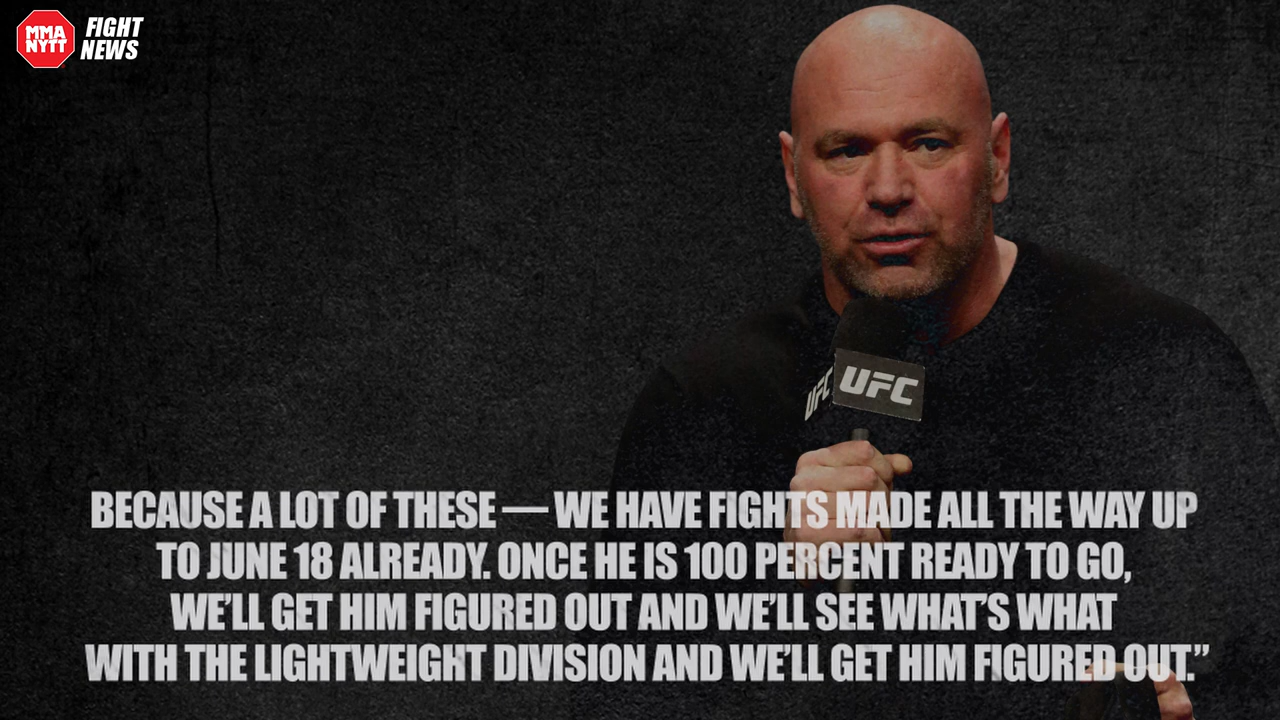 MMA
NYTT
FIGHT
NEWS
UFC
UFC
BECAUSE A LOT OF THESE — WE HAVE FIGHTS MADE ALL THE WAY UP
TO JUNE 18 ALREADY. ONCE HE IS 100 PERCENT READY TO GO,
WE’LL GET HIM FIGURED OUT AND WE’LL SEE WHAT’S WHAT
WITH THE LIGHTWEIGHT DIVISION AND WE’LL GET HIM FIGURED OUT.”